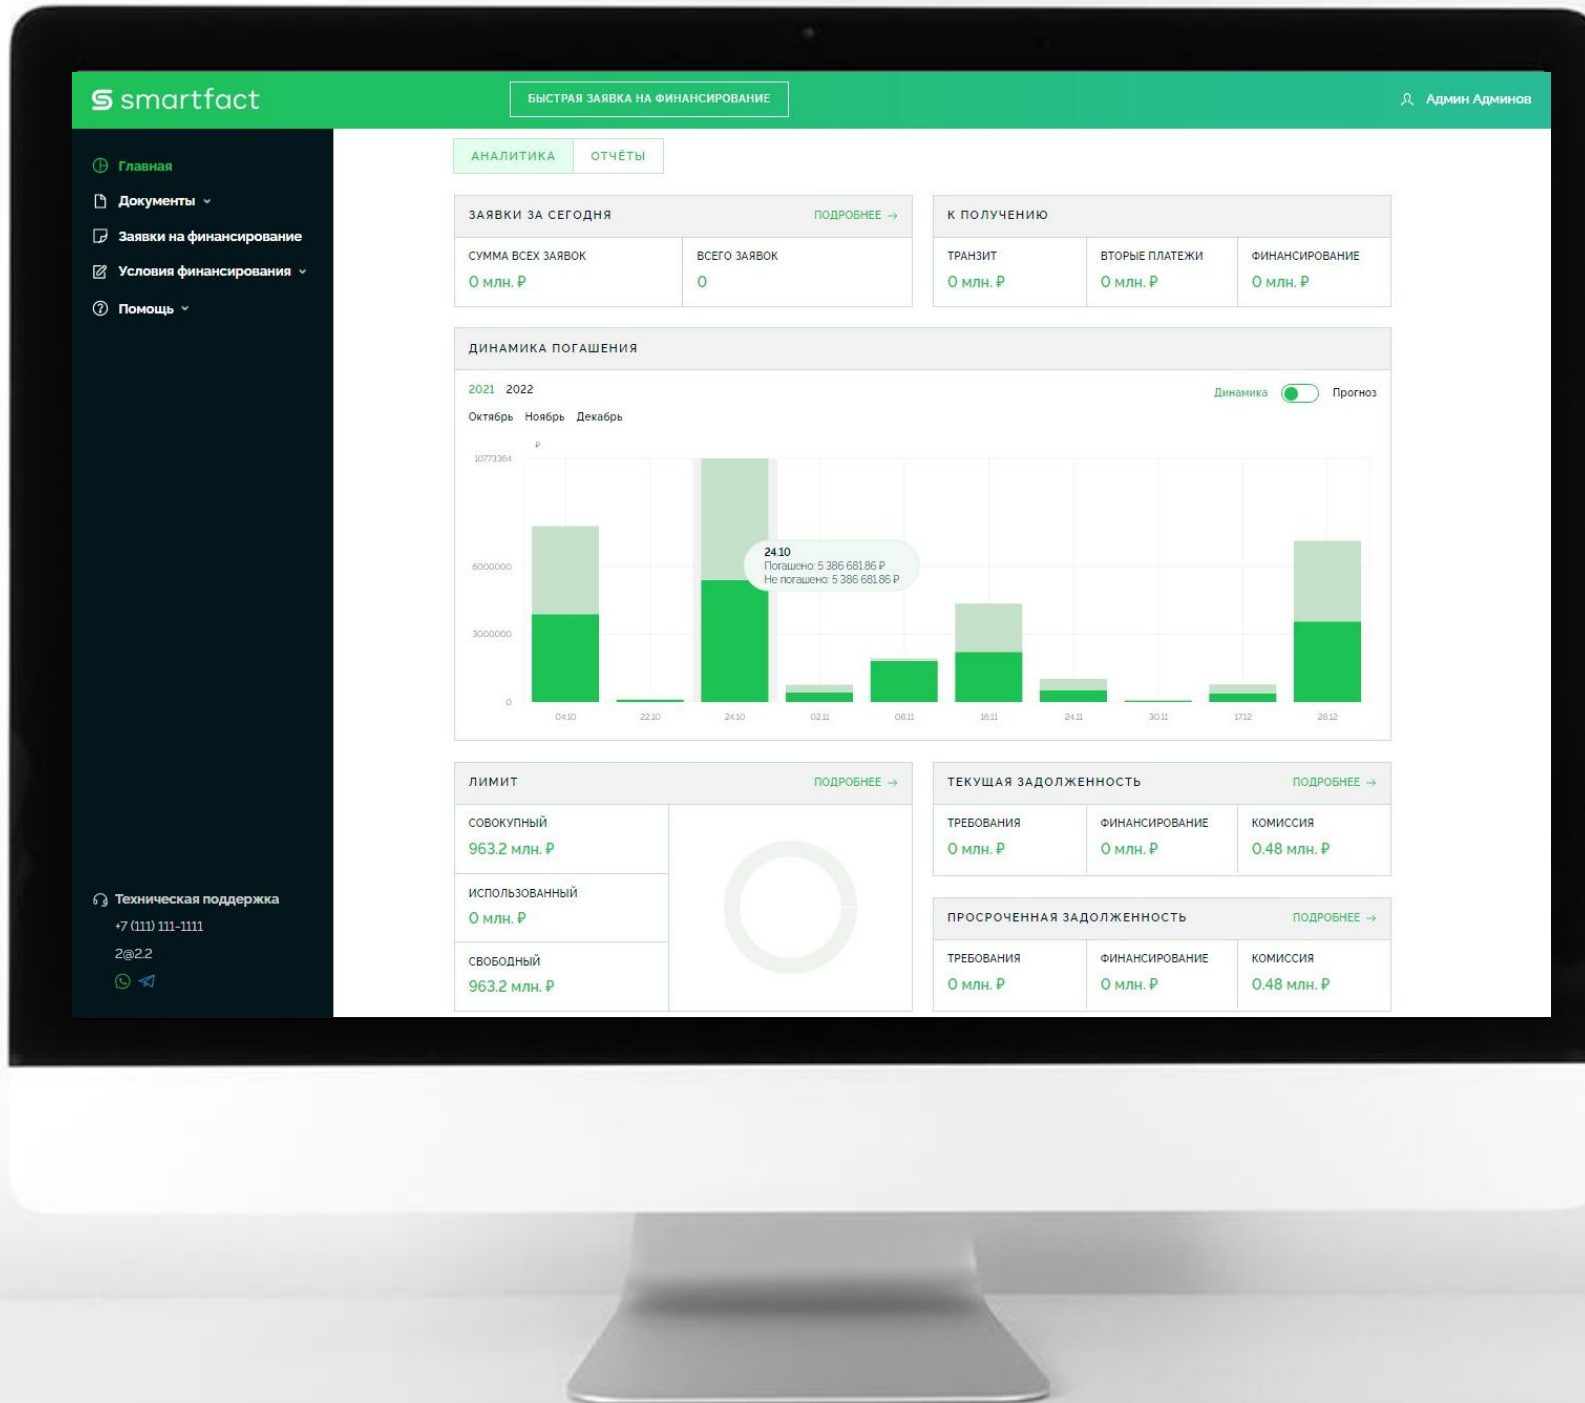 smartfact
БЫСТРАЯ ЗАЯВКА НА ФИНАНСИРОВАНИЕ
Админ Админов
Главная
Документы
Заявки на финансирование
Условия финансирования
Помощь
Техническая поддержка
+7 (111) 111-1111
2@2.2
АНАЛИТИКА ОТЧЁТЫ
ЗАЯВКИ ЗА СЕГОДНЯ ПОДРОБНЕЕ →
СУММА ВСЕХ ЗАЯВОК ВСЕГО ЗАЯВОК
0 млн. ₽ 0
К ПОЛУЧЕНИЮ
ТРАНЗИТ ВТОРЫЕ ПЛАТЕЖИ ФИНАНСИРОВАНИЕ
0 млн. ₽ 0 млн. ₽ 0 млн. ₽
ДИНАМИКА ПОГАШЕНИЯ
2021 2022
Динамика Прогноз
Октябрь Ноябрь Декабрь
₽
10773364
6000000
3000000
0
24.10
Погашено: 5 386 681.86 ₽
Не погашено: 5 386 681.86 ₽
04.10 22.10 24.10 02.11 08.11 16.11 24.11 30.11 17.12 28.12
ЛИМИТ ПОДРОБНЕЕ →
СОВОКУПНЫЙ
963.2 млн. ₽
ИСПОЛЬЗОВАННЫЙ
0 млн. ₽
СВОБОДНЫЙ
963.2 млн. ₽
ТЕКУЩАЯ ЗАДОЛЖЕННОСТЬ ПОДРОБНЕЕ →
ТРЕБОВАНИЯ ФИНАНСИРОВАНИЕ КОМИССИЯ
0 млн. ₽ 0 млн. ₽ 0.48 млн. ₽
ПРОСРОЧЕННАЯ ЗАДОЛЖЕННОСТЬ ПОДРОБНЕЕ →
ТРЕБОВАНИЯ ФИНАНСИРОВАНИЕ КОМИССИЯ
0 млн. ₽ 0 млн. ₽ 0.48 млн. ₽